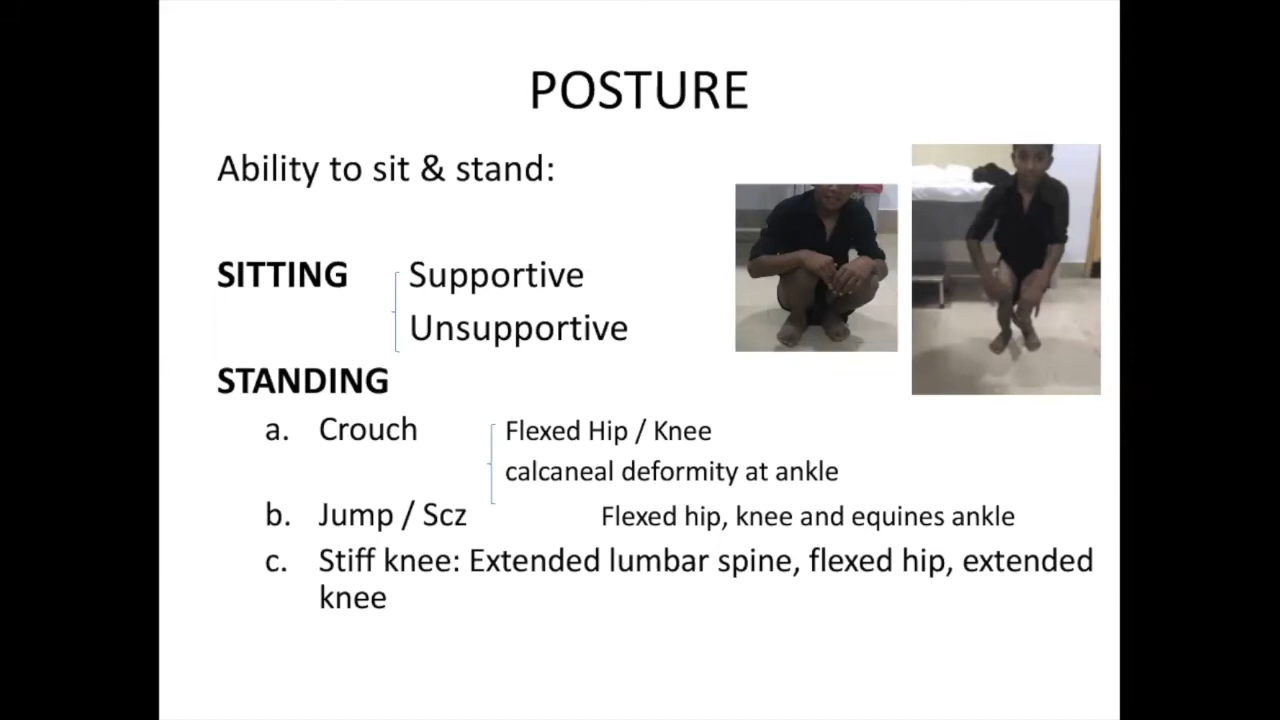 POSTURE
Ability to sit & stand:
SITTING Supportive
Unsupportive
STANDING
a. Crouch Flexed Hip / Knee
calcaneal deformity at ankle
b. Jump / Scz Flexed hip, knee and equines ankle
c. Stiff knee: Extended lumbar spine, flexed hip, extended
knee